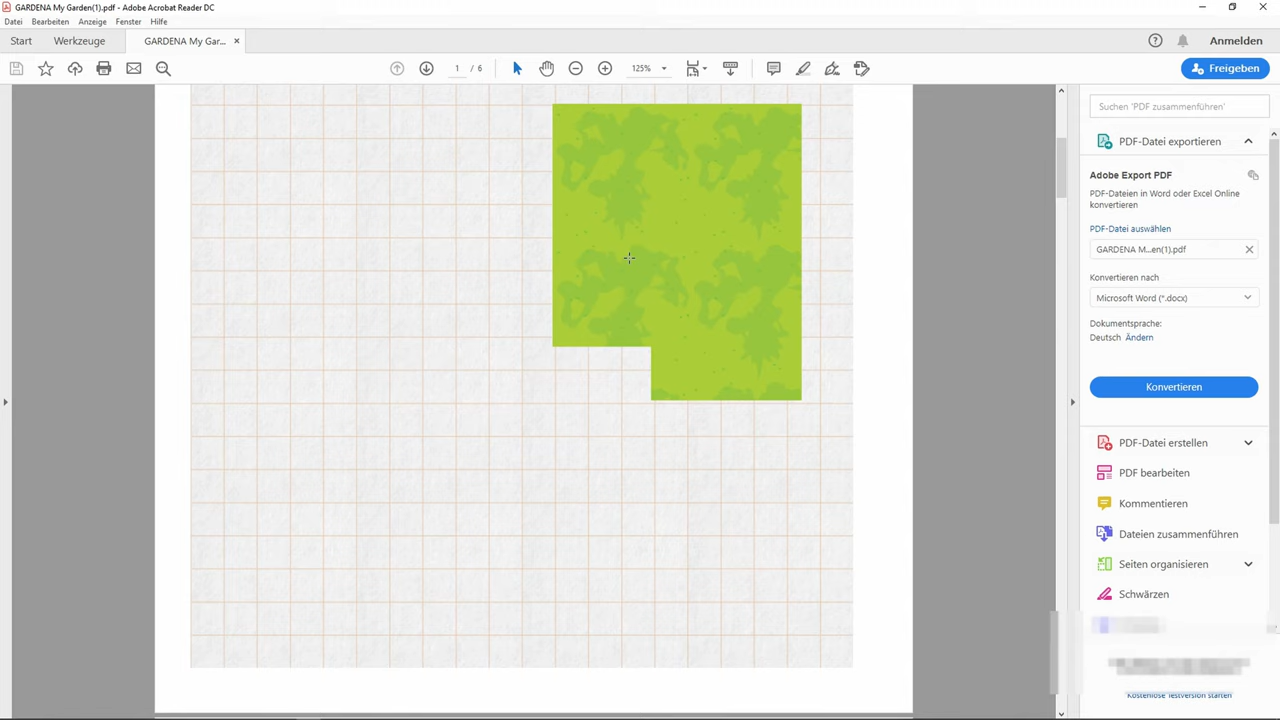 GARDENA My Garden(1).pdf - Adobe Acrobat Reader DC
Datei Bearbeiten Anzeige Fenster Hilfe
Start Werkzeuge GARDENA My Gar... × Anmelden
1 / 6 125% Freigeben
Suchen 'PDF zusammenführen'
PDF-Datei exportieren
Adobe Export PDF
PDF-Dateien in Word oder Excel Online
konvertieren
PDF-Datei auswählen
GARDENA M...en(1).pdf
Konvertieren nach
Microsoft Word (*.docx)
Dokumentsprache:
Deutsch Ändern
Konvertieren
PDF-Datei erstellen
PDF bearbeiten
Kommentieren
Dateien zusammenführen
Seiten organisieren
Schwärzen
Kostenlose Testversion starten